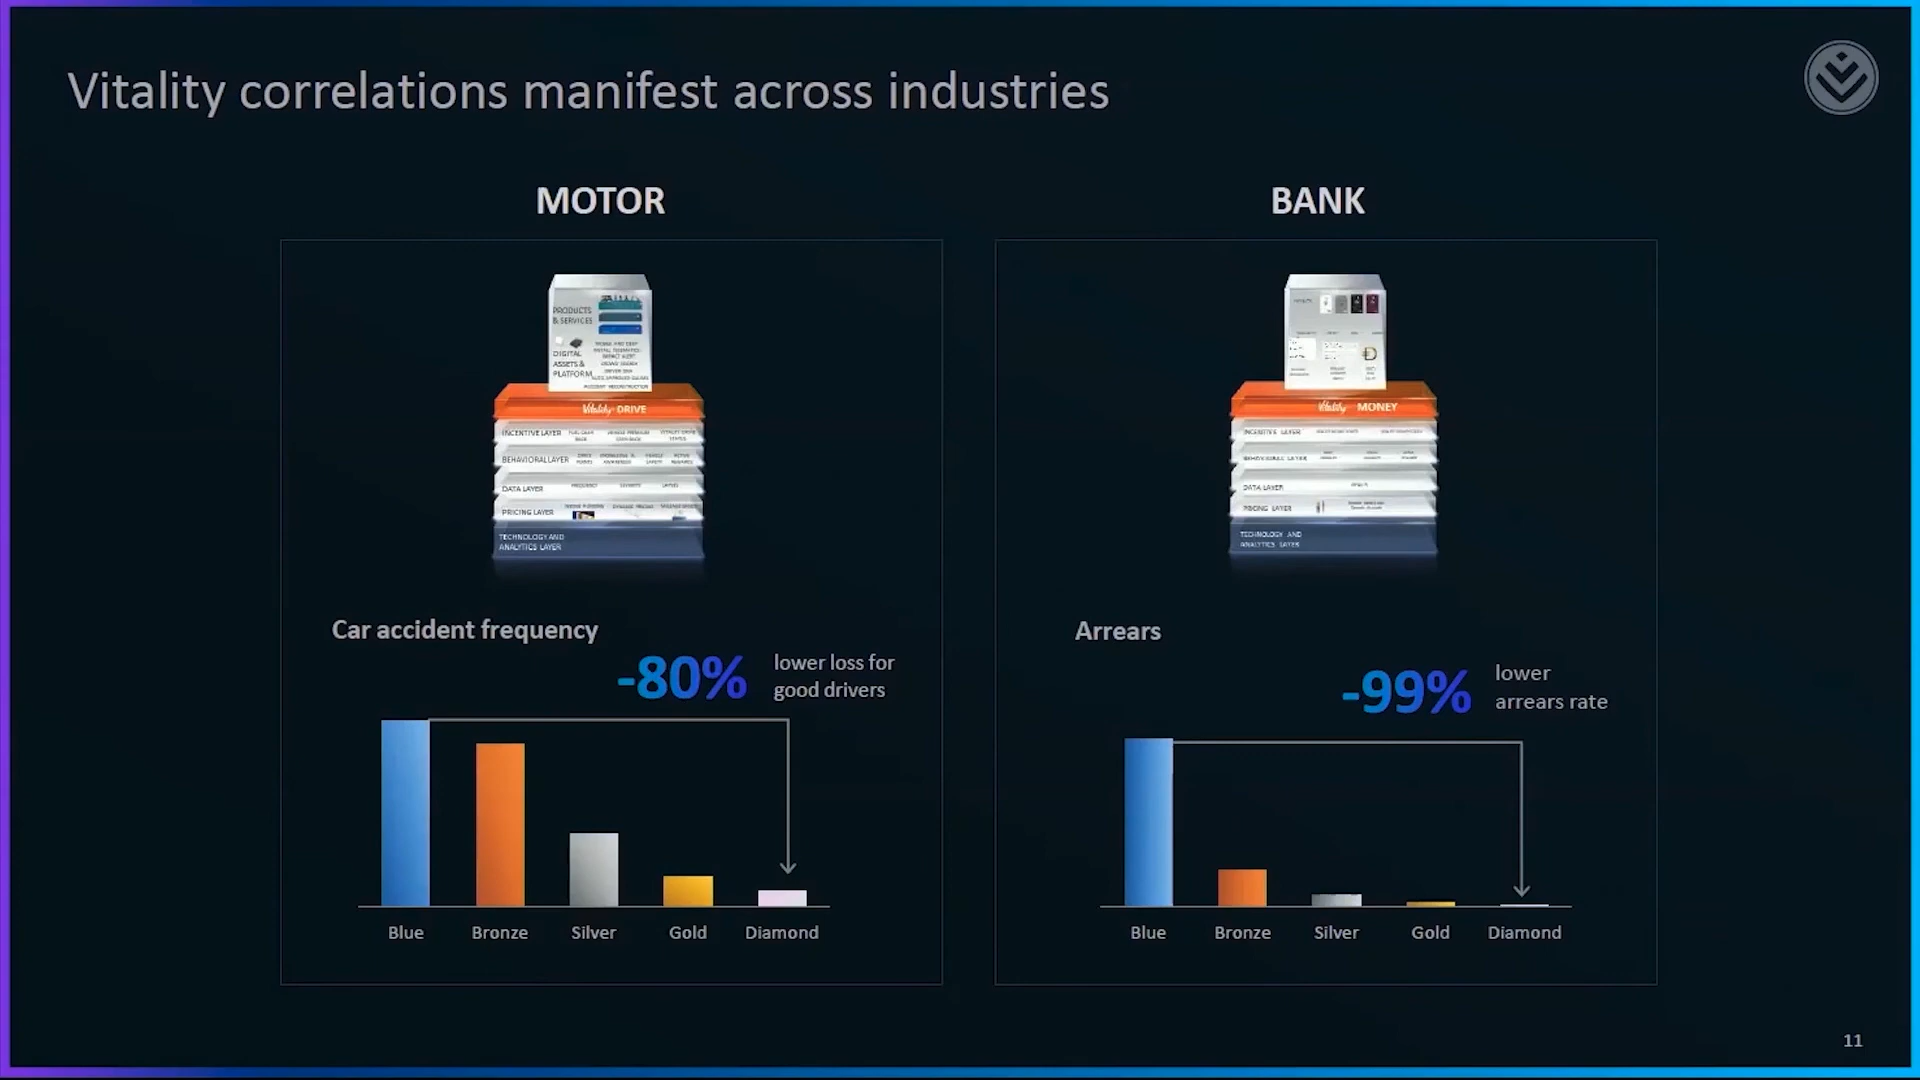 Vitality correlations manifest across industries
MOTOR
PRODUCTS
& SERVICES
DIGITAL
ASSETS &
PLATFORM
Vitality DRIVE
INCENTIVE LAYER
BEHAVIORAL LAYER
DATA LAYER
PRICING LAYER
TECHNOLOGY AND
ANALYTICS LAYER
Car accident frequency
-80%
lower loss for
good drivers
Blue Bronze Silver Gold Diamond
BANK
Vitality MONEY
INCENTIVE LAYER
BEHAVIORAL LAYER
DATA LAYER
PRICING LAYER
TECHNOLOGY AND
ANALYTICS LAYER
Arrears
-99%
lower
arrears rate
Blue Bronze Silver Gold Diamond
11